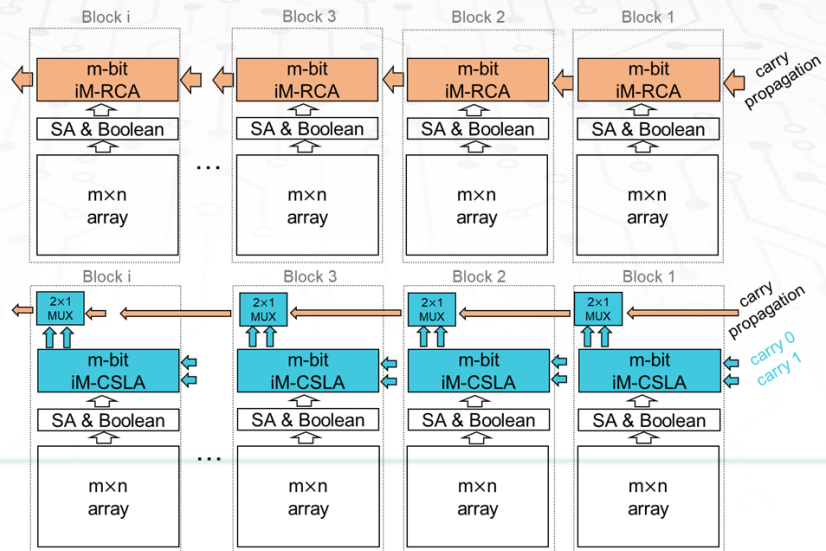 Block i
Block 3
Block 2
Block 1
m-bit
iM-RCA
m-bit
iM-RCA
m-bit
iM-RCA
m-bit
iM-RCA
carry
propagation
SA & Boolean
SA & Boolean
SA & Boolean
SA & Boolean
m×n
array
...
m×n
array
m×n
array
m×n
array
Block i
Block 3
Block 2
Block 1
2×1
MUX
2×1
MUX
2×1
MUX
2×1
MUX
carry
propagation
m-bit
iM-CSLA
m-bit
iM-CSLA
m-bit
iM-CSLA
m-bit
iM-CSLA
carry 0
carry 1
SA & Boolean
SA & Boolean
SA & Boolean
SA & Boolean
...
m×n
array
m×n
array
m×n
array
m×n
array